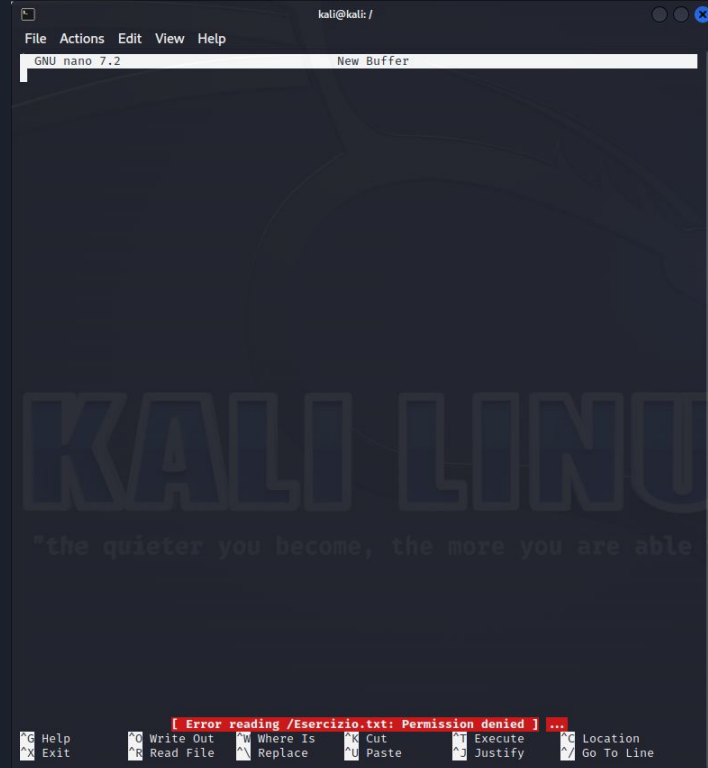 kali@kali: /
File Actions Edit View Help
GNU nano 7.2 New Buffer
KALI LINU
"the quieter you become, the more you are able
[ Error reading /Esercizio.txt: Permission denied ] ...
^G Help ^O Write Out ^W Where Is ^K Cut ^T Execute ^C Location
^X Exit ^R Read File ^\ Replace ^U Paste ^J Justify ^/ Go To Line